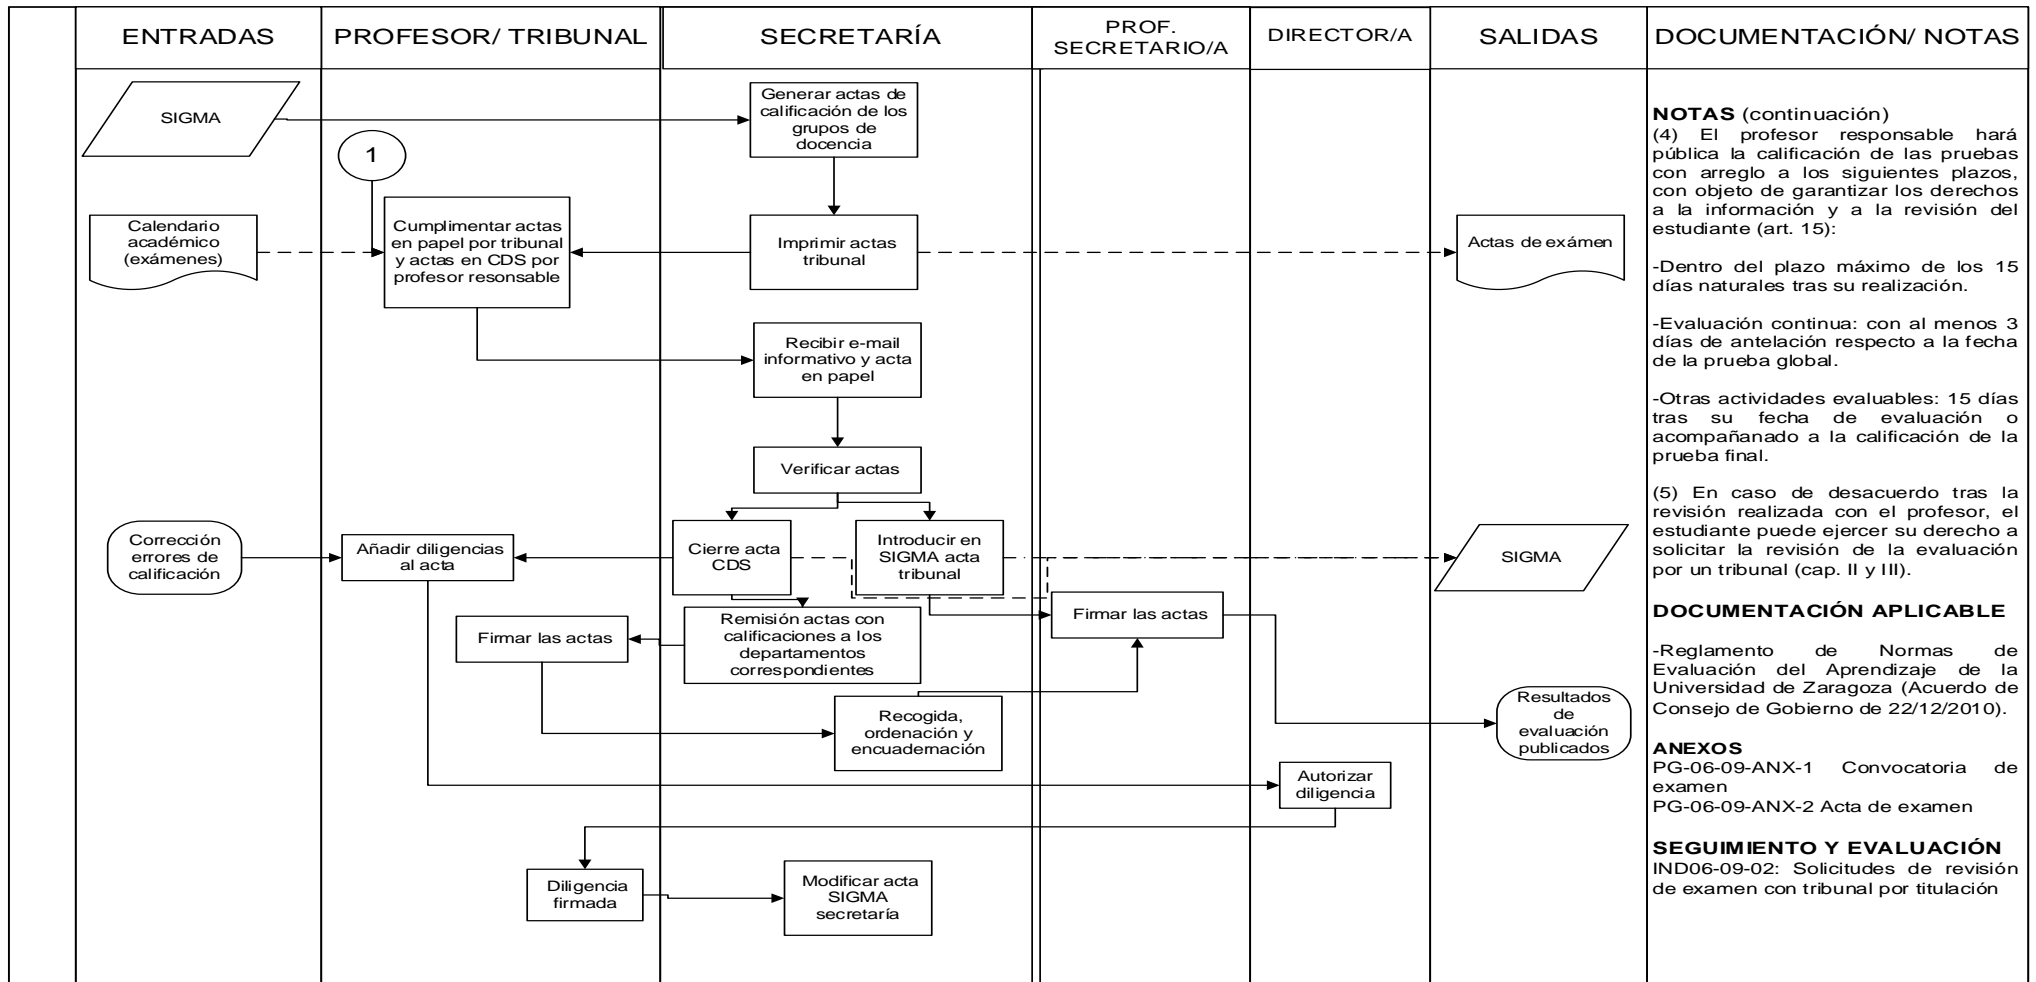 ENTRADAS
PROFESOR/ TRIBUNAL
SECRETARÍA
PROF.
SECRETARIO/A
DIRECTOR/A
SALIDAS
DOCUMENTACIÓN/ NOTAS
SIGMA
Generar actas de
calificación de los
grupos de
docencia
1
Calendario
académico
(exámenes)
Cumplimentar actas
en papel por tribunal
y actas en CDS por
profesor resonsable
Imprimir actas
tribunal
Actas de exámen
Recibir e-mail
informativo y acta
en papel
Verificar actas
Corrección
errores de
calificación
Añadir diligencias
al acta
Cierre acta
CDS
Introducir en
SIGMA acta
tribunal
SIGMA
Firmar las actas
Remisión actas con
calificaciones a los
departamentos
correspondientes
Firmar las actas
Recogida,
ordenación y
encuadernación
Resultados
de
evaluación
publicados
Autorizar
diligencia
Diligencia
firmada
Modificar acta
SIGMA
secretaría
NOTAS (continuación)
(4) El profesor responsable hará
pública la calificación de las pruebas
con arreglo a los siguientes plazos,
con objeto de garantizar los derechos
a la información y a la revisión del
estudiante (art. 15):
-Dentro del plazo máximo de los 15
días naturales tras su realización.
-Evaluación continua: con al menos 3
días de antelación respecto a la fecha
de la prueba global.
-Otras actividades evaluables: 15 días
tras su fecha de evaluación o
acompañanado a la calificación de la
prueba final.
(5) En caso de desacuerdo tras la
revisión realizada con el profesor, el
estudiante puede ejercer su derecho a
solicitar la revisión de la evaluación
por un tribunal (cap. II y III).
DOCUMENTACIÓN APLICABLE
-Reglamento de Normas de
Evaluación del Aprendizaje de la
Universidad de Zaragoza (Acuerdo de
Consejo de Gobierno de 22/12/2010).
ANEXOS
PG-06-09-ANX-1 Convocatoria de
examen
PG-06-09-ANX-2 Acta de examen
SEGUIMIENTO Y EVALUACIÓN
IND06-09-02: Solicitudes de revisión
de examen con tribunal por titulación